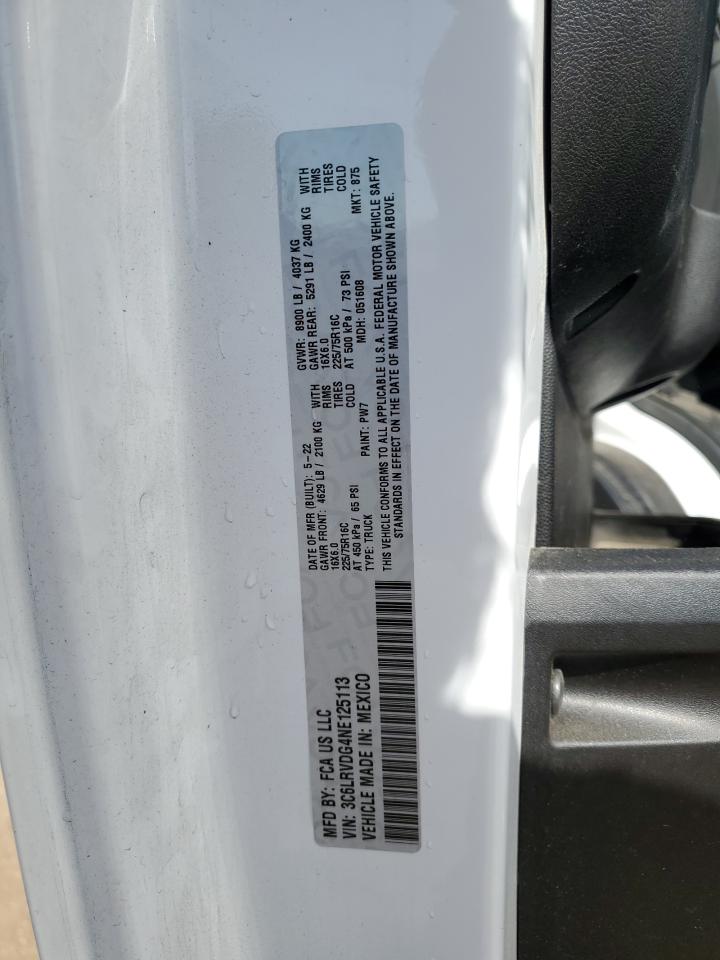 MFD BY: FCA US LLC
VIN: 3C6LRVDG4NE125113
VEHICLE MADE IN: MEXICO
DATE OF MFR (BUILT): 5-22
GAWR FRONT: 4629 LB / 2100 KG WITH
16X6.0 RIMS
225/75R16C TIRES
AT 450 kPa / 65 PSI COLD
TYPE: TRUCK PAINT: PW7
GVWR: 8900 LB / 4037 KG
GAWR REAR: 5291 LB / 2400 KG WITH
16X6.0 RIMS
225/75R16C TIRES
AT 500 kPa / 73 PSI COLD
MDH: 051608 MKT: 875
THIS VEHICLE CONFORMS TO ALL APPLICABLE U.S.A. FEDERAL MOTOR VEHICLE SAFETY
STANDARDS IN EFFECT ON THE DATE OF MANUFACTURE SHOWN ABOVE.